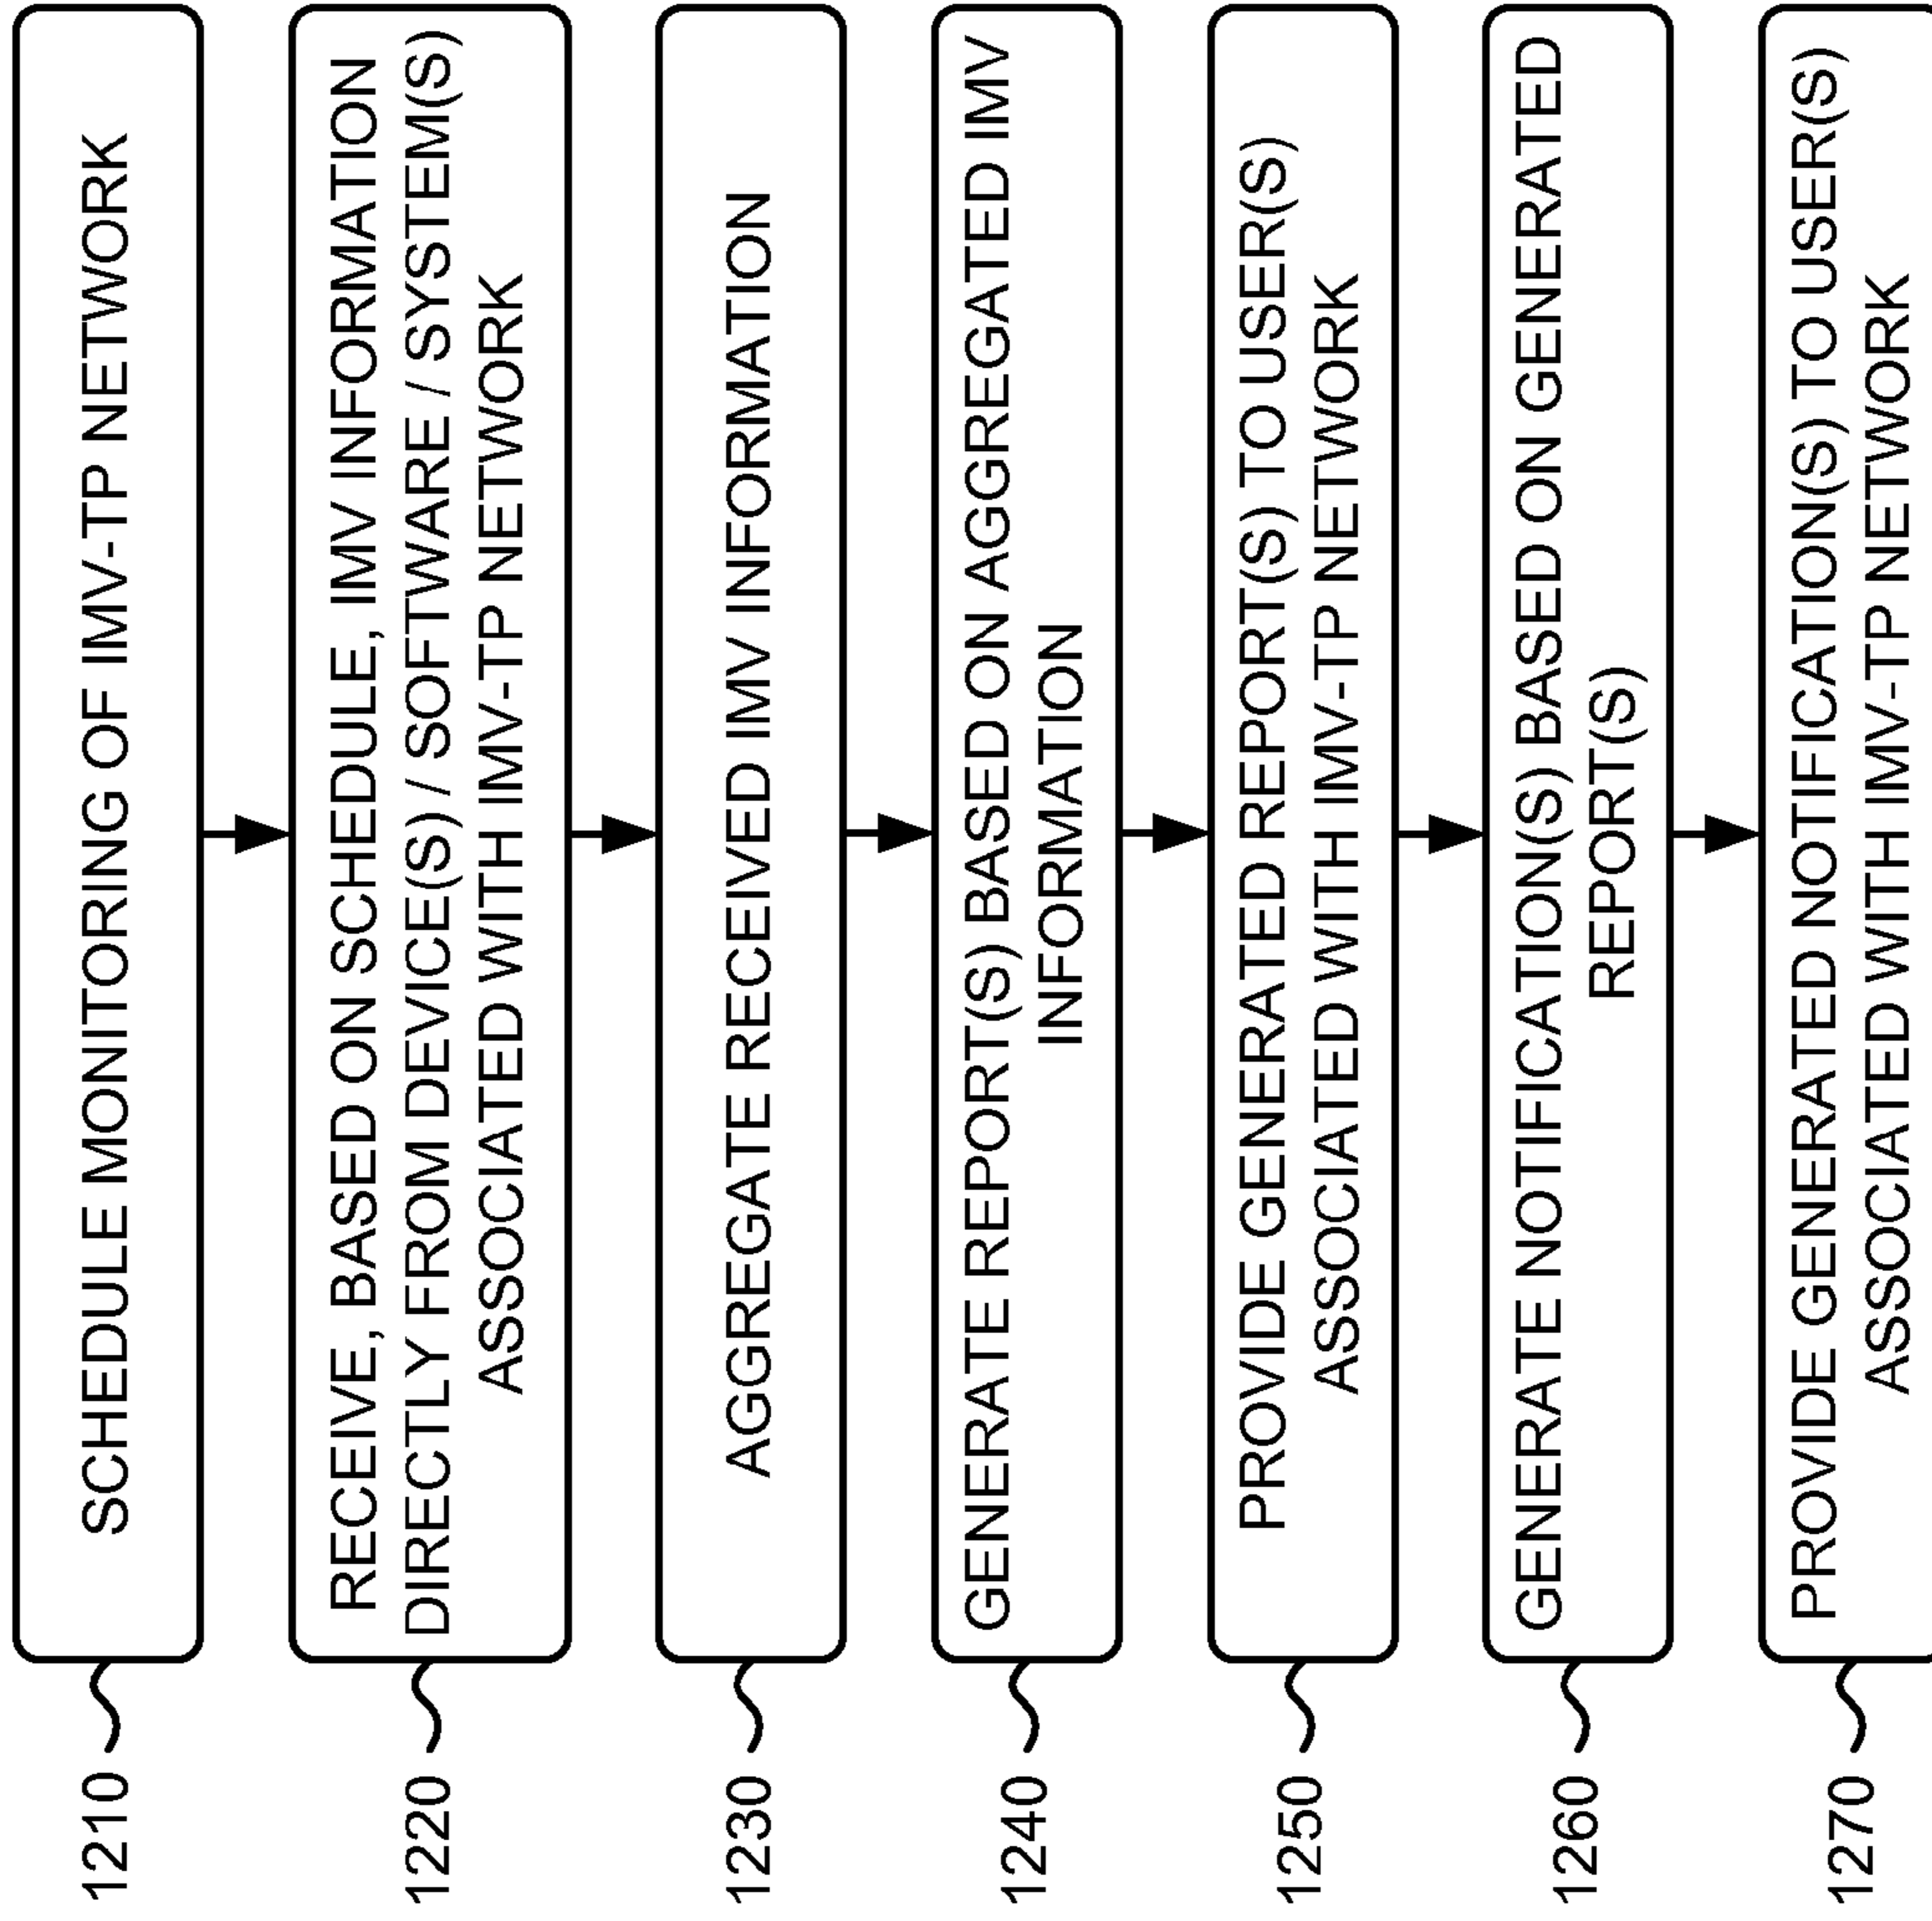 1210
SCHEDULE MONITORING OF IMV-TP NETWORK
1220
RECEIVE, BASED ON SCHEDULE, IMV INFORMATION
DIRECTLY FROM DEVICE(S) / SOFTWARE / SYSTEM(S)
ASSOCIATED WITH IMV-TP NETWORK
1230
AGGREGATE RECEIVED IMV INFORMATION
1240
GENERATE REPORT(S) BASED ON AGGREGATED IMV
INFORMATION
1250
PROVIDE GENERATED REPORT(S) TO USER(S)
ASSOCIATED WITH IMV-TP NETWORK
1260
GENERATE NOTIFICATION(S) BASED ON GENERATED
REPORT(S)
1270
PROVIDE GENERATED NOTIFICATION(S) TO USER(S)
ASSOCIATED WITH IMV-TP NETWORK